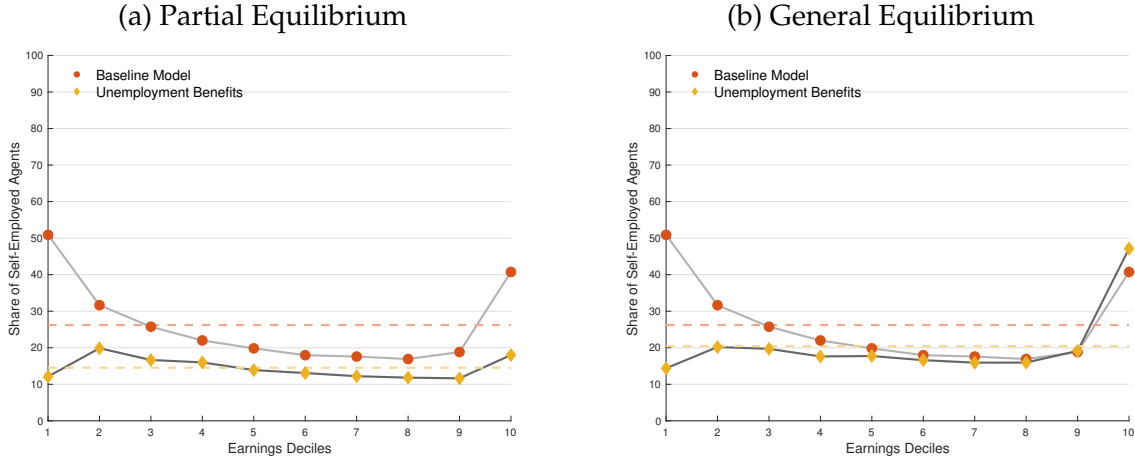 (a) Partial Equilibrium
100
90
80
70
60
50
40
30
20
10
0
Share of Self-Employed Agents
Baseline Model
Unemployment Benefits
1 2 3 4 5 6 7 8 9 10
Earnings Deciles
(b) General Equilibrium
100
90
80
70
60
50
40
30
20
10
0
Share of Self-Employed Agents
Baseline Model
Unemployment Benefits
1 2 3 4 5 6 7 8 9 10
Earnings Deciles